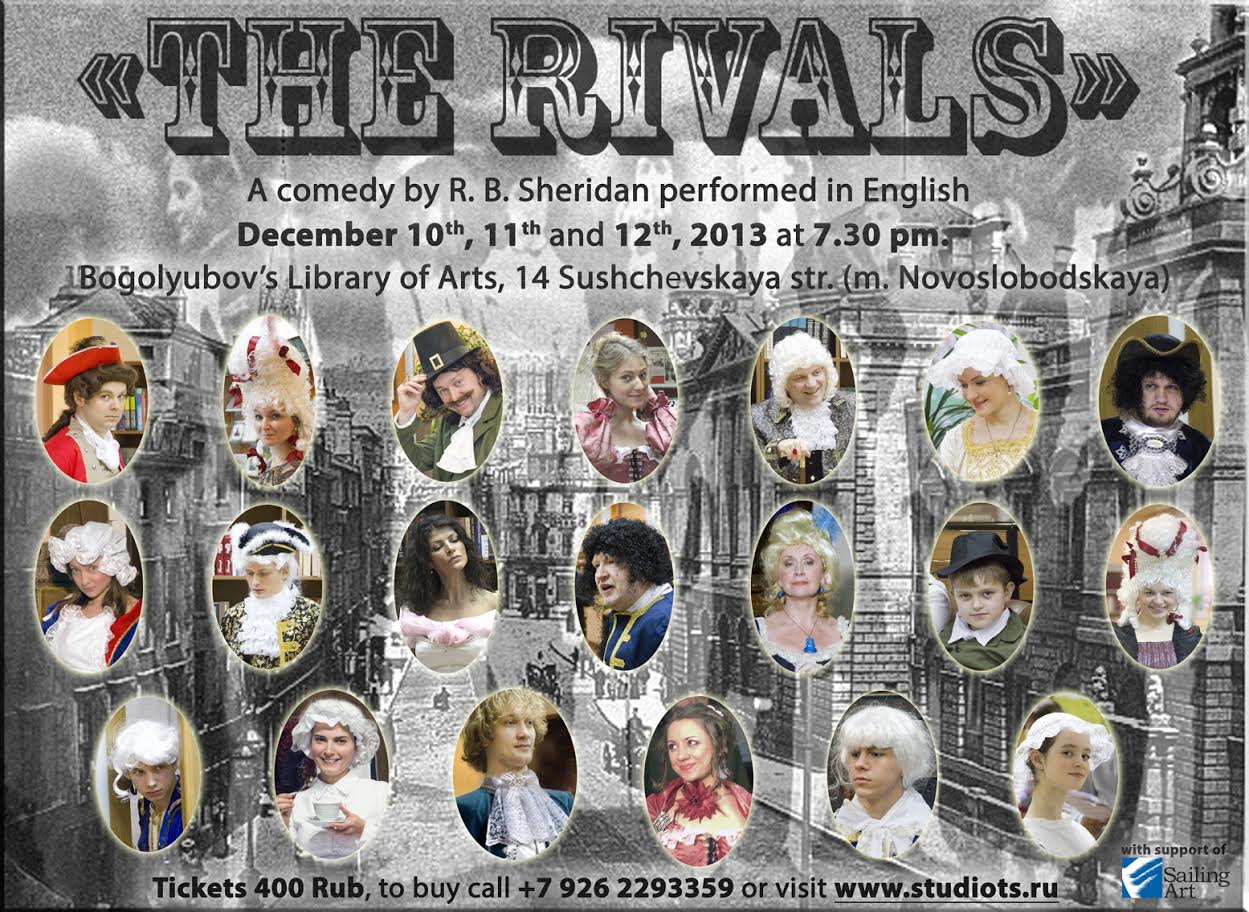 «THE RIVALS»
A comedy by R. B. Sheridan performed in English
December 10th, 11th and 12th, 2013 at 7.30 pm.
Bogolyubov's Library of Arts, 14 Sushchevskaya str. (m. Novoslobodskaya)
with support of
Sailing
Art
Tickets 400 Rub, to buy call +7 926 2293359 or visit www.studiots.ru